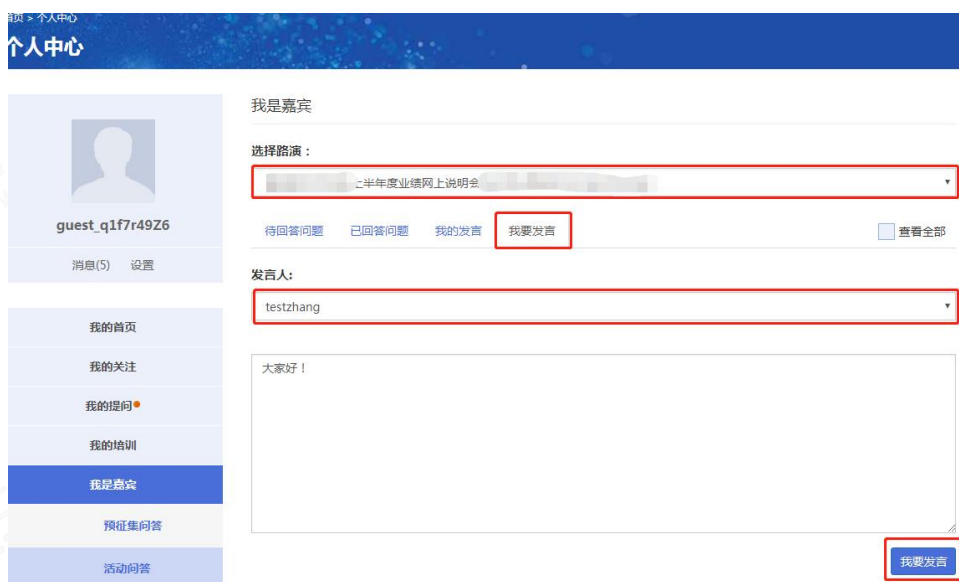 首页 > 个人中心
个人中心
guest_q1f7r49Z6
消息(5) 设置
我的首页
我的关注
我的提问
我的培训
我是嘉宾
预征集问答
活动问答
我是嘉宾
选择路演：
上半年度业绩网上说明会
待回答问题 已回答问题 我的发言 我要发言 查看全部
发言人:
testzhang
大家好！
我要发言